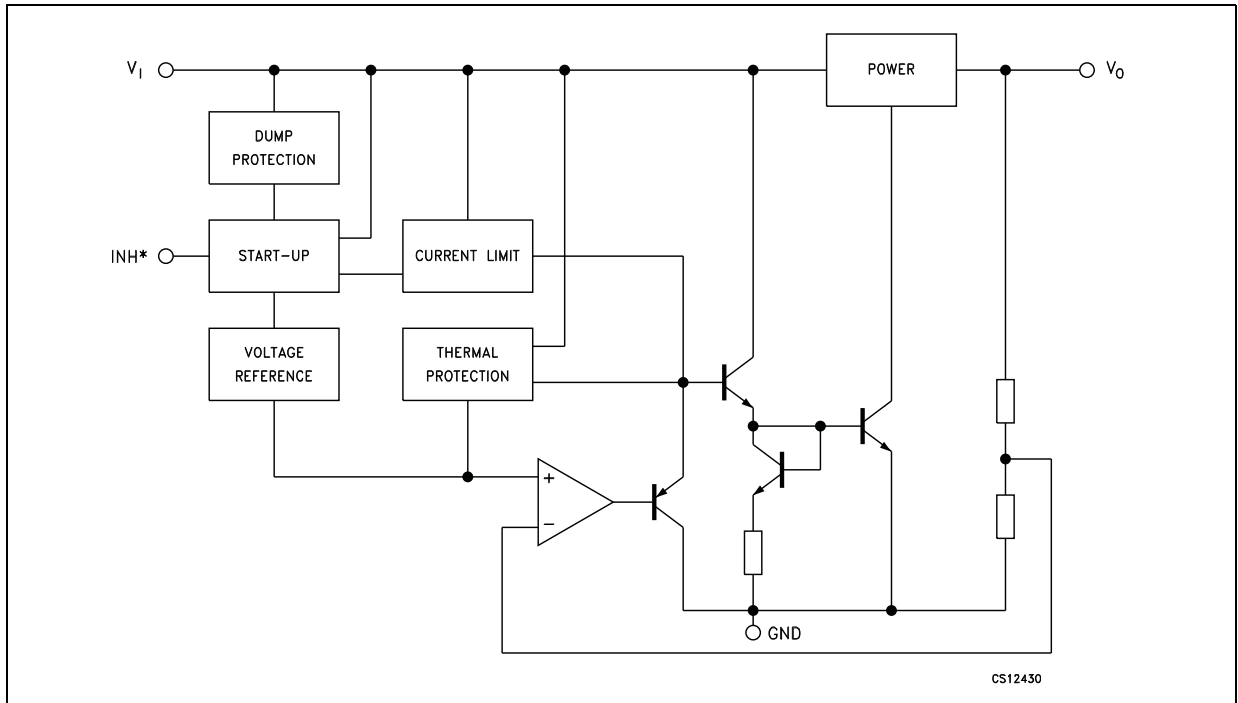 V_I
POWER
V_O
DUMP
PROTECTION
INH*
START-UP
CURRENT LIMIT
VOLTAGE
REFERENCE
THERMAL
PROTECTION
+
−
GND
CS12430